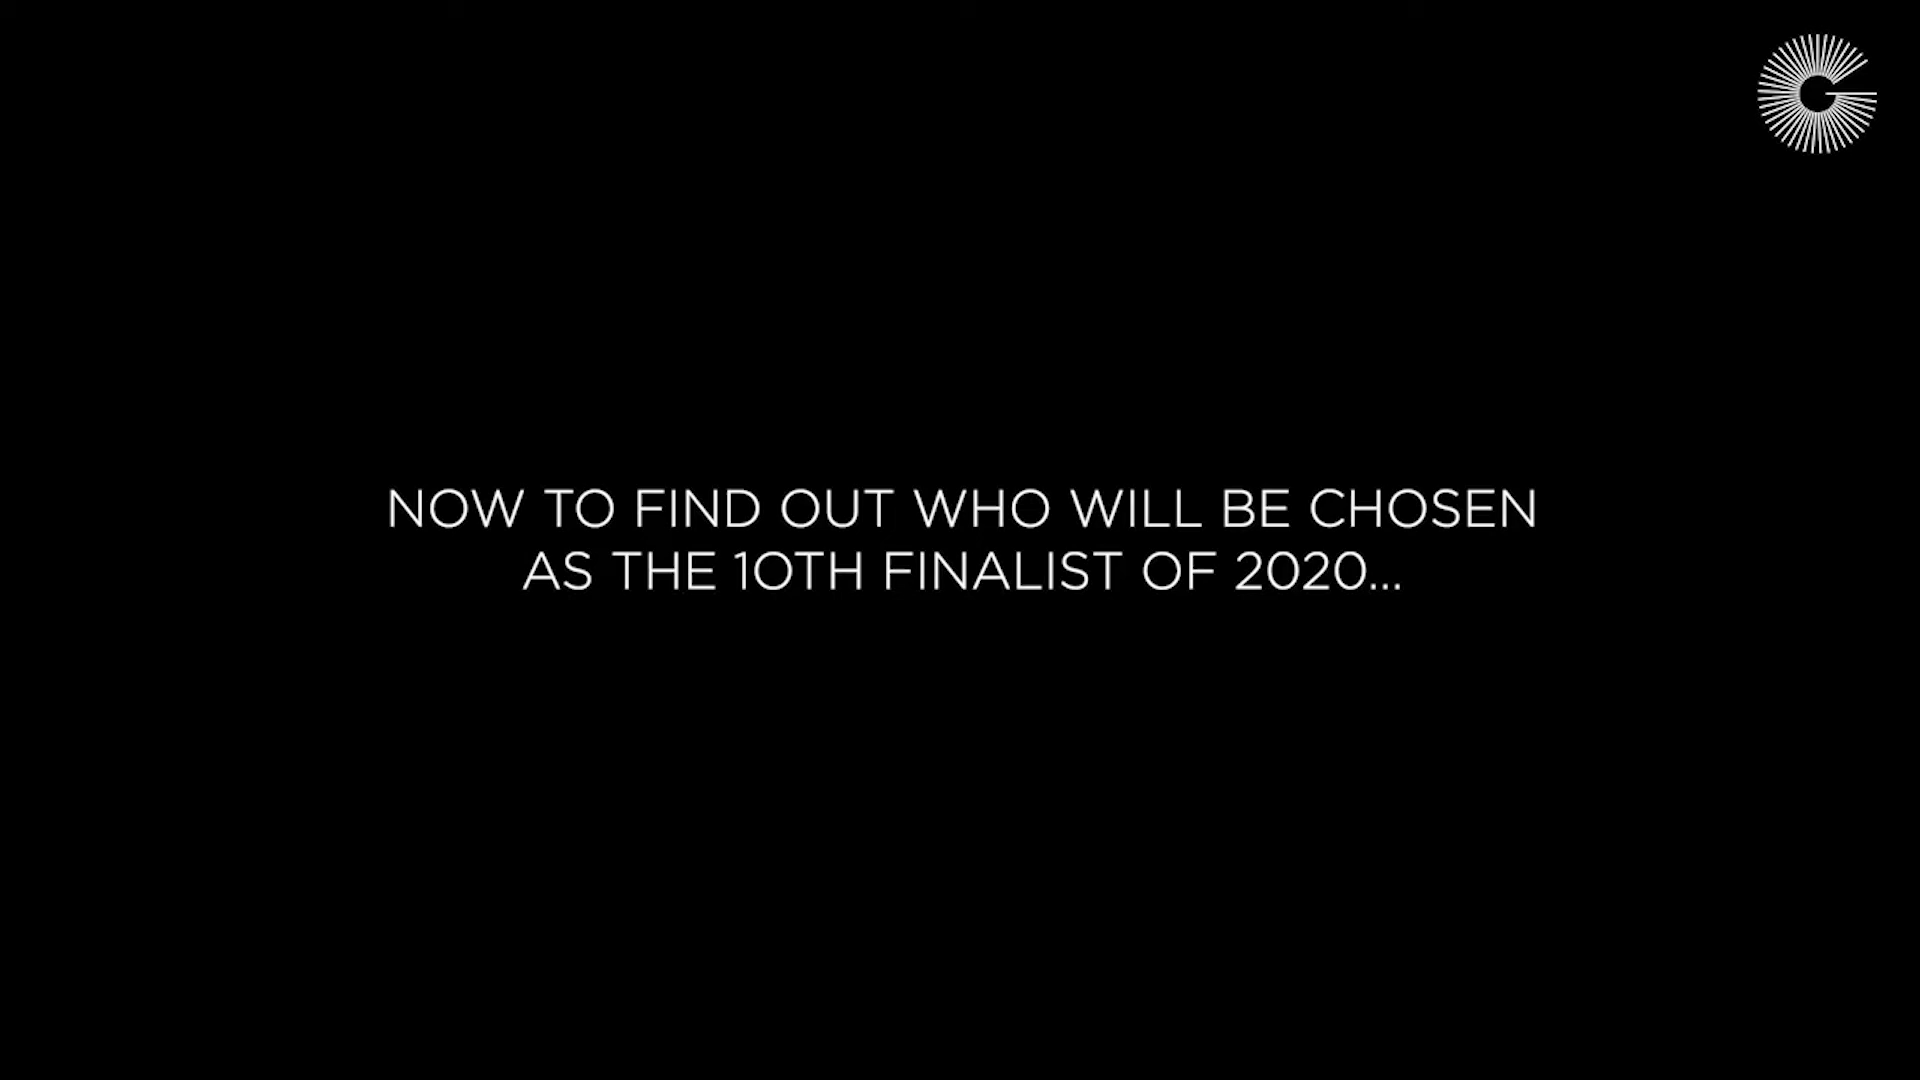 NOW TO FIND OUT WHO WILL BE CHOSEN
AS THE 10TH FINALIST OF 2020...